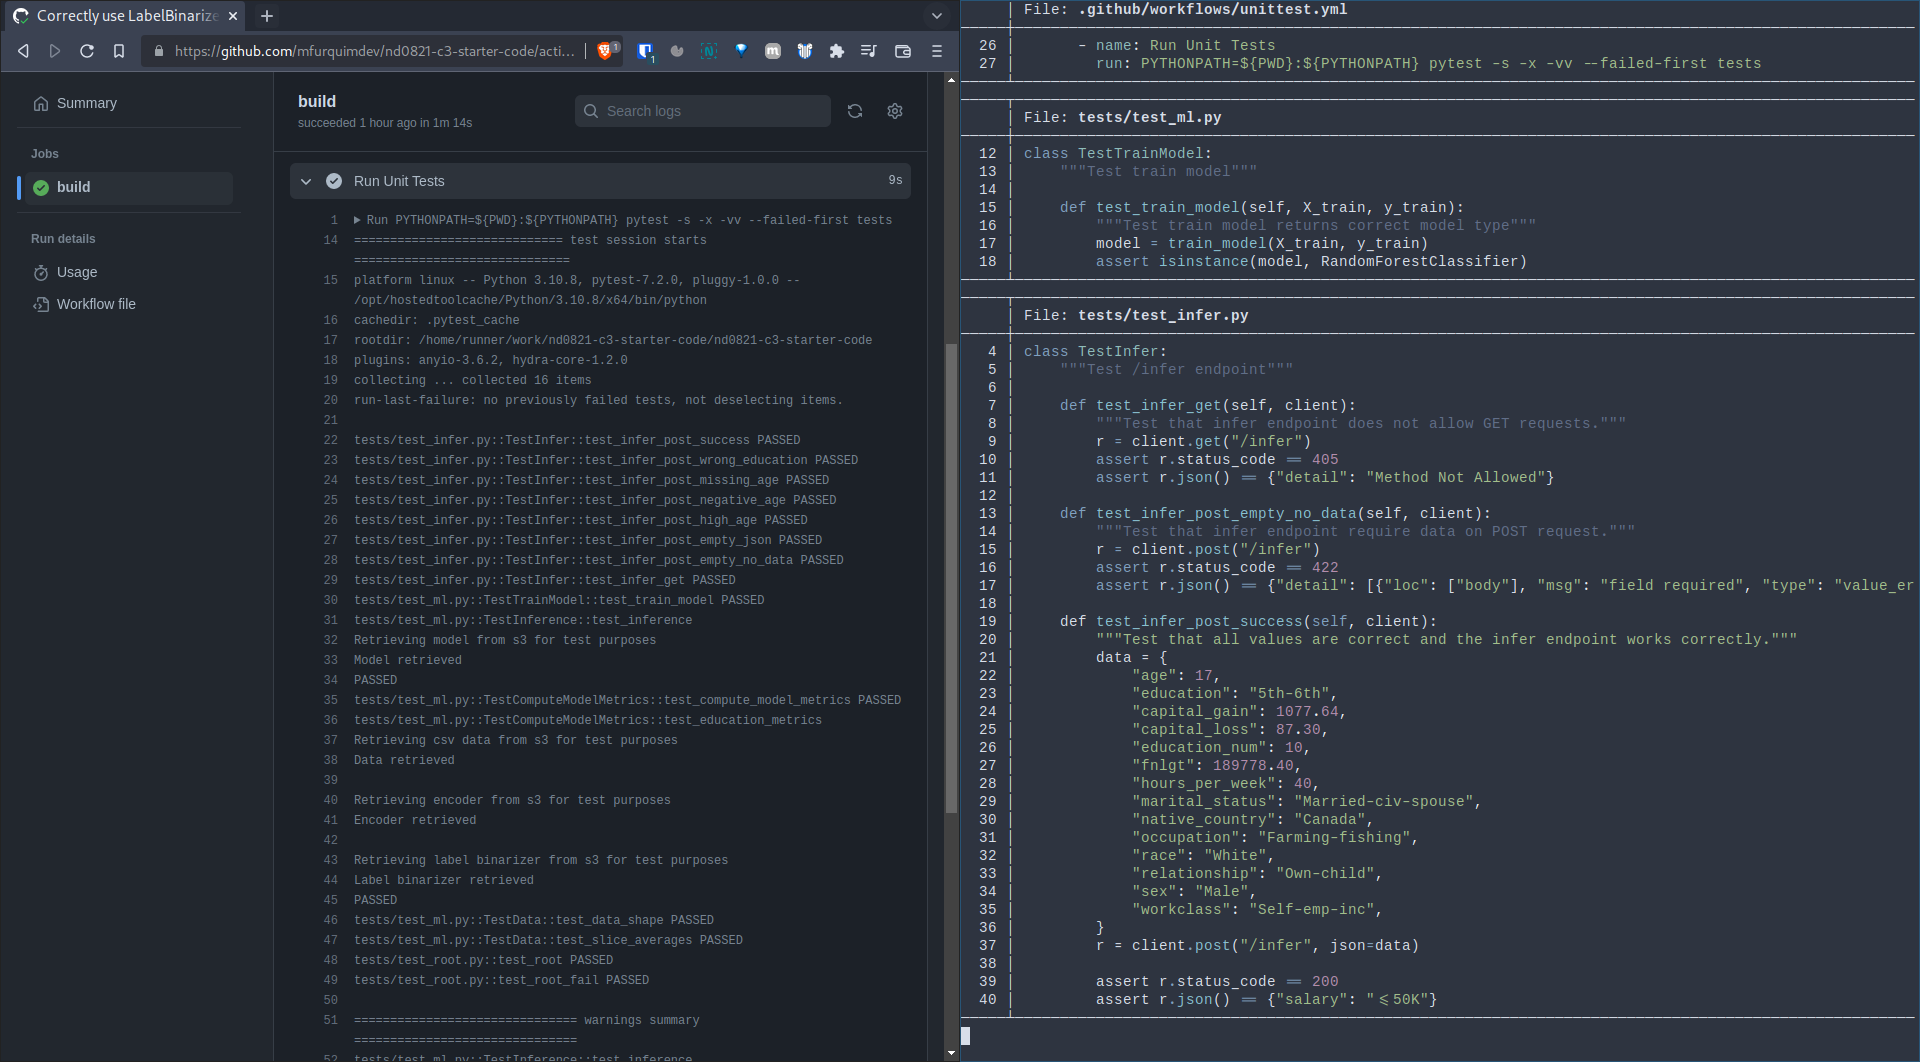 Correctly use LabelBinarize
https://github.com/mfurquimdev/nd0821-c3-starter-code/acti...
1
1
Summary
Jobs
build
Run details
Usage
Workflow file
build
succeeded 1 hour ago in 1m 14s
Search logs
Run Unit Tests
9s
1 Run PYTHONPATH=${PWD}:${PYTHONPATH} pytest -s -x -vv --failed-first tests
14 ============================= test session starts
==============================
15 platform linux -- Python 3.10.8, pytest-7.2.0, pluggy-1.0.0 --
/opt/hostedtoolcache/Python/3.10.8/x64/bin/python
16 cachedir: .pytest_cache
17 rootdir: /home/runner/work/nd0821-c3-starter-code/nd0821-c3-starter-code
18 plugins: anyio-3.6.2, hydra-core-1.2.0
19 collecting ... collected 16 items
20 run-last-failure: no previously failed tests, not deselecting items.
21
22 tests/test_infer.py::TestInfer::test_infer_post_success PASSED
23 tests/test_infer.py::TestInfer::test_infer_post_wrong_education PASSED
24 tests/test_infer.py::TestInfer::test_infer_post_missing_age PASSED
25 tests/test_infer.py::TestInfer::test_infer_post_negative_age PASSED
26 tests/test_infer.py::TestInfer::test_infer_post_high_age PASSED
27 tests/test_infer.py::TestInfer::test_infer_post_empty_json PASSED
28 tests/test_infer.py::TestInfer::test_infer_post_empty_no_data PASSED
29 tests/test_infer.py::TestInfer::test_infer_get PASSED
30 tests/test_ml.py::TestTrainModel::test_train_model PASSED
31 tests/test_ml.py::TestInference::test_inference
32 Retrieving model from s3 for test purposes
33 Model retrieved
34 PASSED
35 tests/test_ml.py::TestComputeModelMetrics::test_compute_model_metrics PASSED
36 tests/test_ml.py::TestComputeModelMetrics::test_education_metrics
37 Retrieving csv data from s3 for test purposes
38 Data retrieved
39
40 Retrieving encoder from s3 for test purposes
41 Encoder retrieved
42
43 Retrieving label binarizer from s3 for test purposes
44 Label binarizer retrieved
45 PASSED
46 tests/test_ml.py::TestData::test_data_shape PASSED
47 tests/test_ml.py::TestData::test_slice_averages PASSED
48 tests/test_root.py::test_root PASSED
49 tests/test_root.py::test_root_fail PASSED
50
51 =============================== warnings summary
===============================
52 tests/test_ml.py::TestInference::test_inference
File: .github/workflows/unittest.yml
26 - name: Run Unit Tests
27 run: PYTHONPATH=${PWD}:${PYTHONPATH} pytest -s -x -vv --failed-first tests
File: tests/test_ml.py
12 class TestTrainModel:
13 """Test train model"""
14
15 def test_train_model(self, X_train, y_train):
16 """Test train model returns correct model type"""
17 model = train_model(X_train, y_train)
18 assert isinstance(model, RandomForestClassifier)
File: tests/test_infer.py
4 class TestInfer:
5 """Test /infer endpoint"""
6
7 def test_infer_get(self, client):
8 """Test that infer endpoint does not allow GET requests."""
9 r = client.get("/infer")
10 assert r.status_code == 405
11 assert r.json() == {"detail": "Method Not Allowed"}
12
13 def test_infer_post_empty_no_data(self, client):
14 """Test that infer endpoint require data on POST request."""
15 r = client.post("/infer")
16 assert r.status_code == 422
17 assert r.json() == {"detail": [{"loc": ["body"], "msg": "field required", "type": "value_er
18
19 def test_infer_post_success(self, client):
20 """Test that all values are correct and the infer endpoint works correctly."""
21 data = {
22 "age": 17,
23 "education": "5th-6th",
24 "capital_gain": 1077.64,
25 "capital_loss": 87.30,
26 "education_num": 10,
27 "fnlgt": 189778.40,
28 "hours_per_week": 40,
29 "marital_status": "Married-civ-spouse",
30 "native_country": "Canada",
31 "occupation": "Farming-fishing",
32 "race": "White",
33 "relationship": "Own-child",
34 "sex": "Male",
35 "workclass": "Self-emp-inc",
36 }
37 r = client.post("/infer", json=data)
38
39 assert r.status_code == 200
40 assert r.json() == {"salary": "<=50K"}